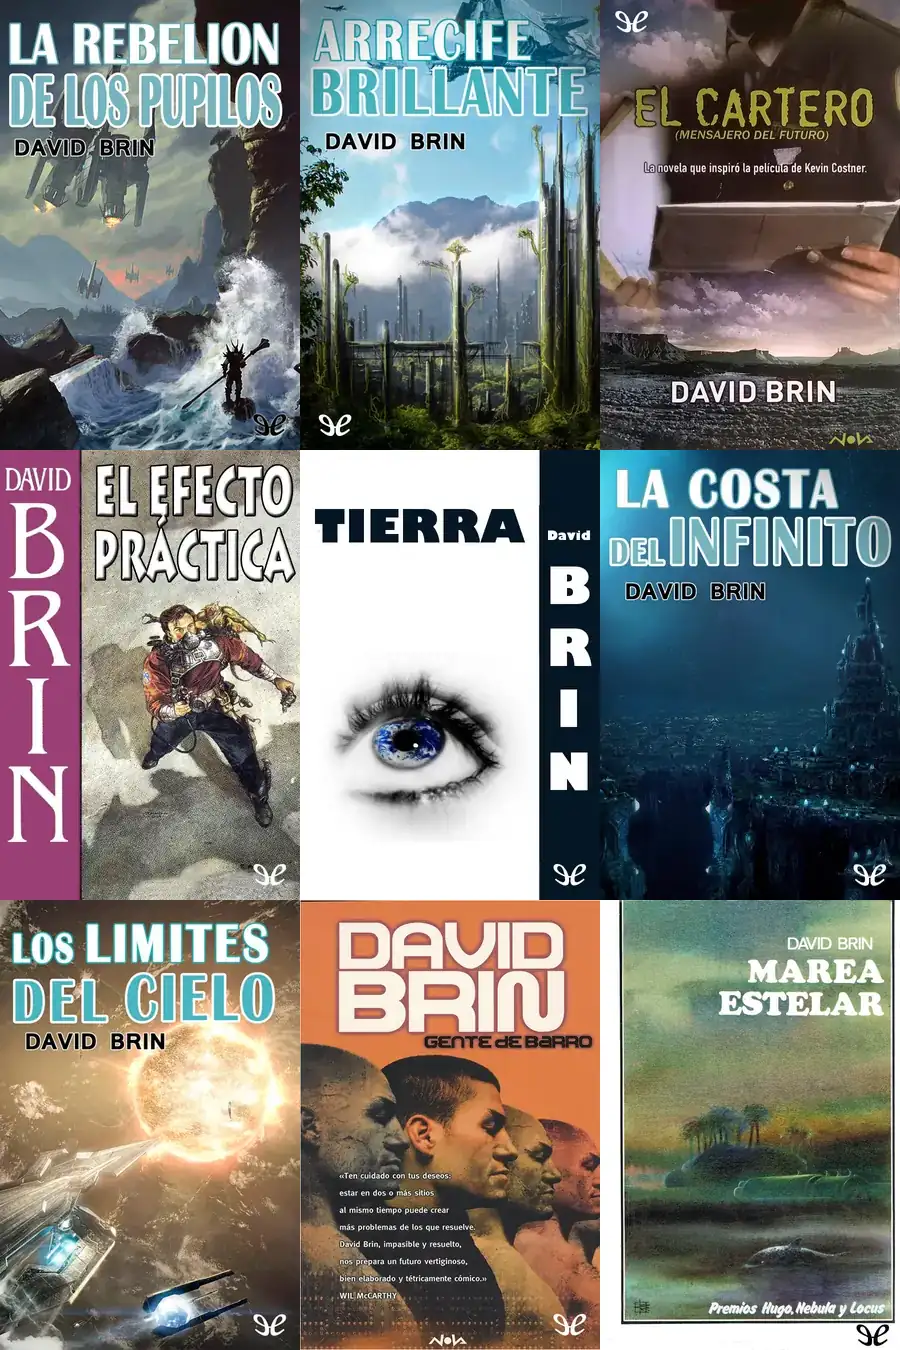 LA REBELION
DE LOS PUPILOS
DAVID BRIN
ARRECIFE
BRILLANTE
DAVID BRIN
EL CARTERO
(MENSAJERO DEL FUTURO)
La novela que inspiró la película de Kevin Costner.
DAVID BRIN
NOVA
DAVID
BRIN
EL EFECTO
PRÁCTICA
TIERRA
David
BRIN
LA COSTA
DEL INFINITO
DAVID BRIN
LOS LIMITES
DEL CIELO
DAVID BRIN
DAVID
BRIN
GENTE DE BARRO
«Ten cuidado con tus deseos:
estar en dos o más sitios
al mismo tiempo puede crear
más problemas de los que resuelve.
David Brin, impasible y resuelto,
nos prepara un futuro vertiginoso,
bien elaborado y tétricamente cómico.»
WIL McCARTHY
NOVA
DAVID BRIN
MAREA
ESTELAR
Premios Hugo, Nebula y Locus